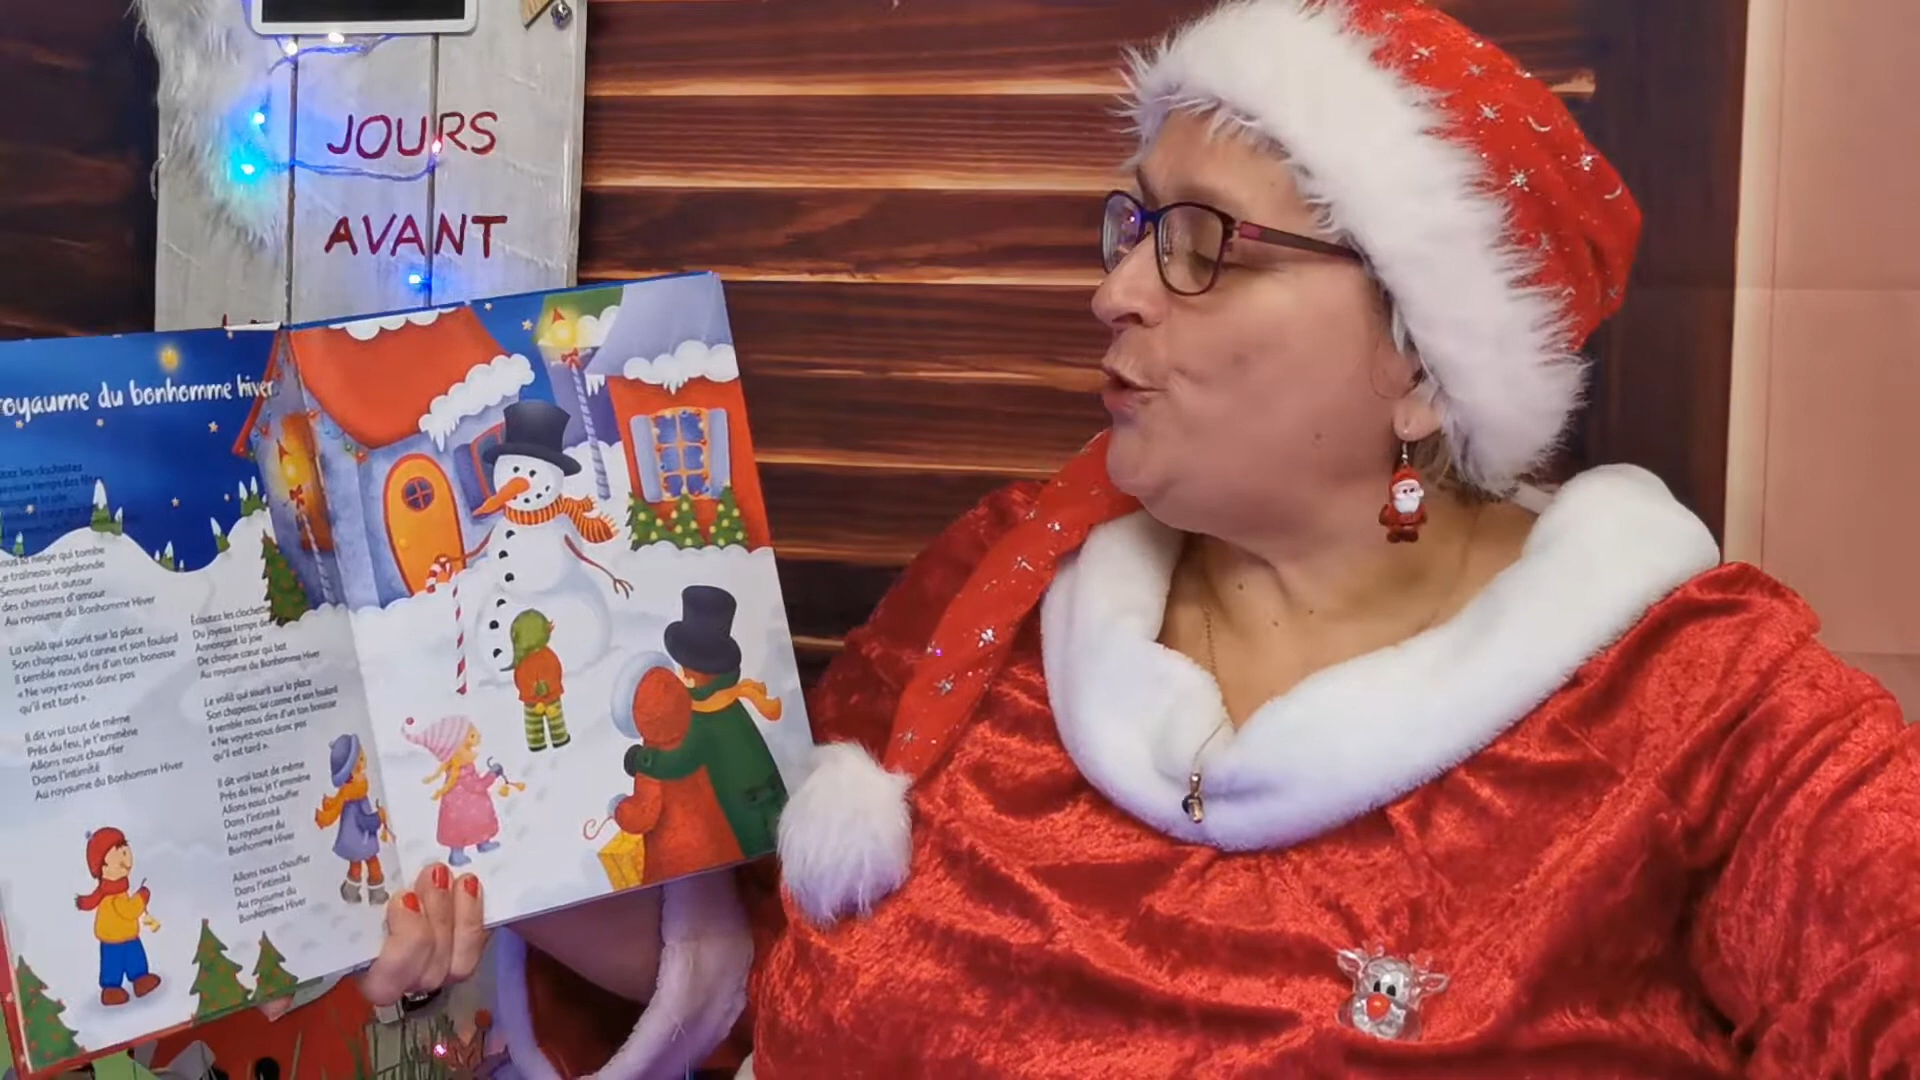 JOURS
AVANT
royaume du bonhomme hiver
les clochettes
sous la neige qui tombe
Le traîneau vagabonde
Semant tout autour
des chansons d'amour
Au royaume du Bonhomme Hiver
La voilà qui sourit sur la place
Son chapeau, sa canne et son foulard
Il semble nous dire d'un ton bonasse
« Ne voyez-vous donc pas
qu'il est tard ».
Il dit vrai tout de même
Près du feu, je t'emmène
Allons nous chauffer
Dans l'intimité
Au royaume du Bonhomme Hiver
Écoutez les clochettes
Du joyeux temps des
Annonçant la joie
De chaque cœur qui bat
Au royaume du Bonhomme Hiver
Le voilà qui sourit sur la place
Son chapeau, sa canne et son foulard
Il semble nous dire d'un ton bonasse
« Ne voyez-vous donc pas
qu'il est tard ».
Il dit vrai tout de même
Près du feu, je t'emmène
Allons nous chauffer
Dans l'intimité
Au royaume du
Bonhomme Hiver
Allons nous chauffer
Dans l'intimité
Au royaume du
Bonhomme Hiver